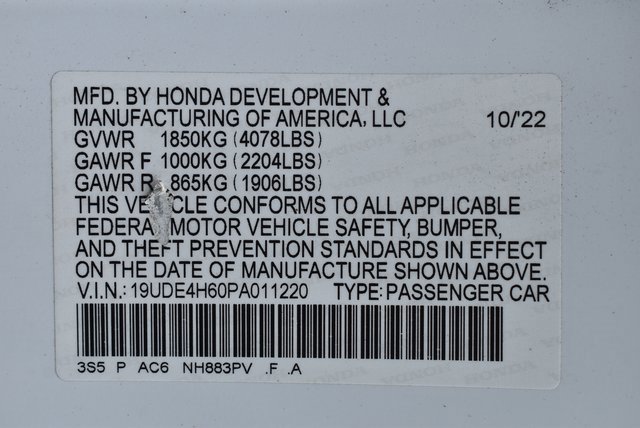 MFD. BY HONDA DEVELOPMENT &
MANUFACTURING OF AMERICA, LLC 10/'22
GVWR 1850KG (4078LBS)
GAWR F 1000KG (2204LBS)
GAWR R 865KG (1906LBS)
THIS VEHICLE CONFORMS TO ALL APPLICABLE
FEDERAL MOTOR VEHICLE SAFETY, BUMPER,
AND THEFT PREVENTION STANDARDS IN EFFECT
ON THE DATE OF MANUFACTURE SHOWN ABOVE.
V.I.N.: 19UDE4H60PA011220 TYPE: PASSENGER CAR
3S5 P AC6 NH883PV .F .A